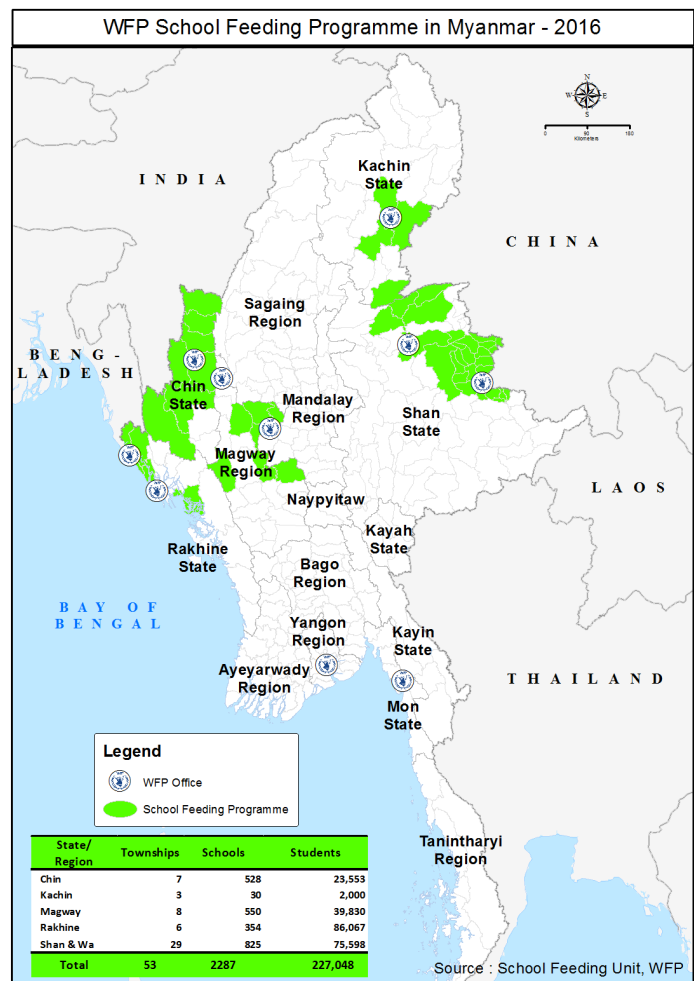 WFP School Feeding Programme in Myanmar - 2016
N
W E
S
0 90 180
Kilometers
INDIA
Kachin
State
CHINA
Sagaing
Region
BENG-
LADESH
Chin
State
Mandalay
Region
Shan
State
Magway
Region
LAOS
Naypyitaw
Kayah
State
Rakhine
State
Bago
Region
BAY OF
BENGAL
Yangon
Region
Kayin
State
Ayeyarwady
Region
THAILAND
Mon
State
Legend
WFP Office
School Feeding Programme
Tanintharyi
Region
State/
Region Townships Schools Students
Chin 7 528 23,553
Kachin 3 30 2,000
Magway 8 550 39,830
Rakhine 6 354 86,067
Shan & Wa 29 825 75,598
Total 53 2287 227,048
Source : School Feeding Unit, WFP